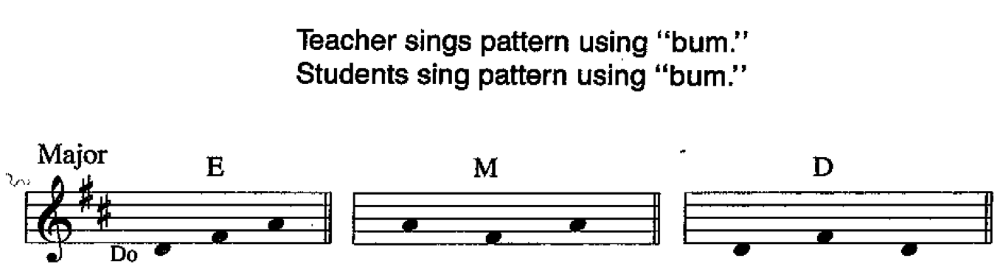 Teacher sings pattern using “bum.”
Students sing pattern using “bum.”
Major
E M D
Do